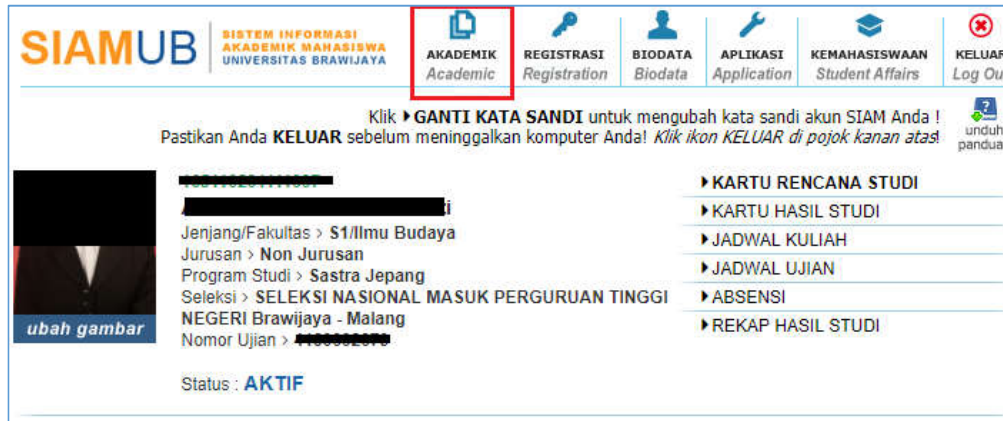 SIAMUB
SISTEM INFORMASI
AKADEMIK MAHASISWA
UNIVERSITAS BRAWIJAYA
AKADEMIK
Academic
REGISTRASI
Registration
BIODATA
Biodata
APLIKASI
Application
KEMAHASISWAAN
Student Affairs
KELUAR
Log Ou
Klik GANTI KATA SANDI untuk mengubah kata sandi akun SIAM Anda !
Pastikan Anda KELUAR sebelum meninggalkan komputer Anda! Klik ikon KELUAR di pojok kanan atas!
unduh
pandua
Jenjang/Fakultas > S1/Ilmu Budaya
Jurusan > Non Jurusan
Program Studi > Sastra Jepang
Seleksi > SELEKSI NASIONAL MASUK PERGURUAN TINGGI
NEGERI Brawijaya - Malang
Nomor Ujian >
Status : AKTIF
ubah gambar
KARTU RENCANA STUDI
KARTU HASIL STUDI
JADWAL KULIAH
JADWAL UJIAN
ABSENSI
REKAP HASIL STUDI